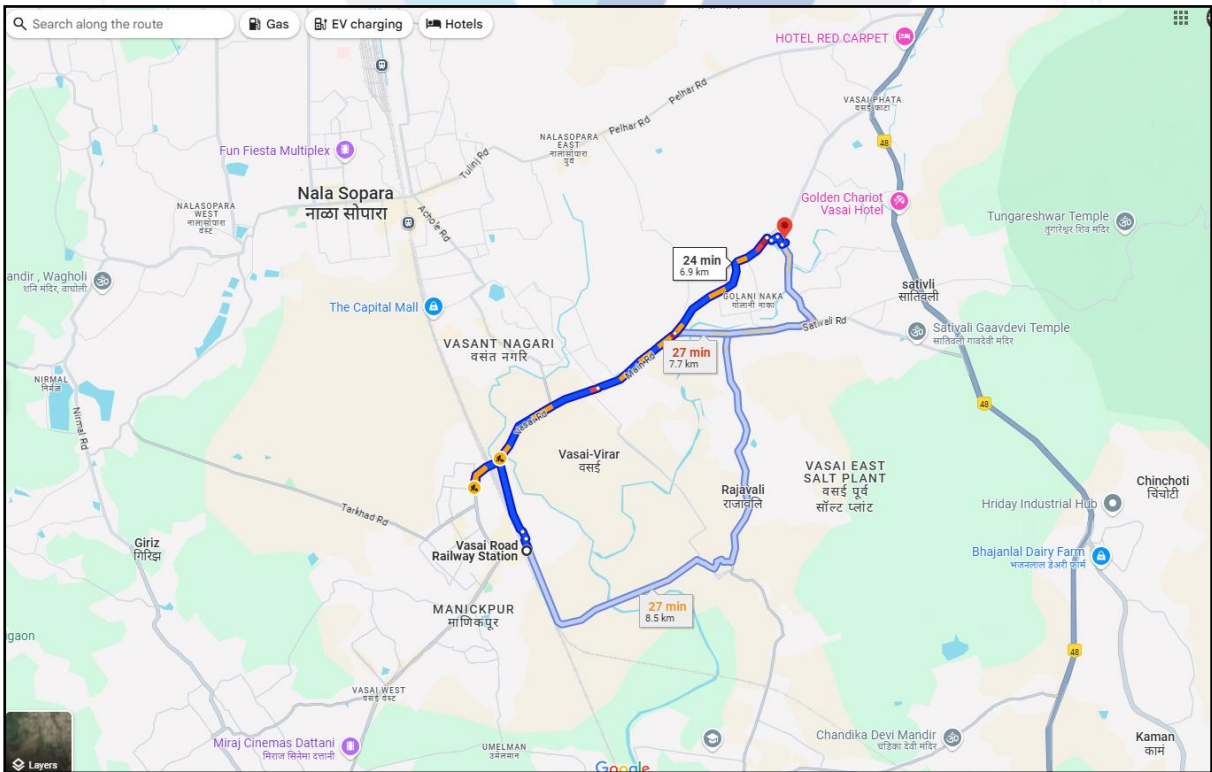 Search along the route
Gas
EV charging
Hotels
HOTEL RED CARPET
Pelhar Rd
VASAI PHATA
वसई फाटा
48
NALASOPARA
EAST
नालासोपारा
पुर्व
Pelhar Rd
Fun Fiesta Multiplex
Tulinj Rd
Nala Sopara
नाळा सोपारा
NALASOPARA
WEST
नालासोपारा
वेस्ट
Achole Rd
Golden Chariot
Vasai Hotel
Tungareshwar Temple
तुंगारेश्वर शिव मंदिर
24 min
6.9 km
andir , Wagholi
शनि मंदिर, वाघोली
sativli
सातिवली
GOLANI NAKA
गोलानी नाका
The Capital Mall
Sativali Rd
Sativali Gaavdevi Temple
सातिवली गावदेवी मंदिर
VASANT NAGARI
वसंत नगरि
27 min
7.7 km
Main Rd
NIRMAL
निर्मळ
Nirmal Rd
48
Vasai Rd
Vasai-Virar
वसई
VASAI EAST
SALT PLANT
वसई पूर्व
सॉल्ट प्लांट
Rajavali
राजावलि
Chinchoti
चिंचोटी
Hriday Industrial Hub
Tarkhad Rd
Giriz
गिरिझ
Vasai Road
Railway Station
Bhajanlal Dairy Farm
भजनलाल डेअरी फार्म
MANICKPUR
माणिकपूर
27 min
8.5 km
gaon
48
VASAI WEST
वसई वेस्ट
Miraj Cinemas Dattani
मिराज सिनेमा दत्तानी
UMELMAN
उमेलमान
Chandika Devi Mandir
चंडिका देवी मंदिर
Kaman
कामं
Layers
Google